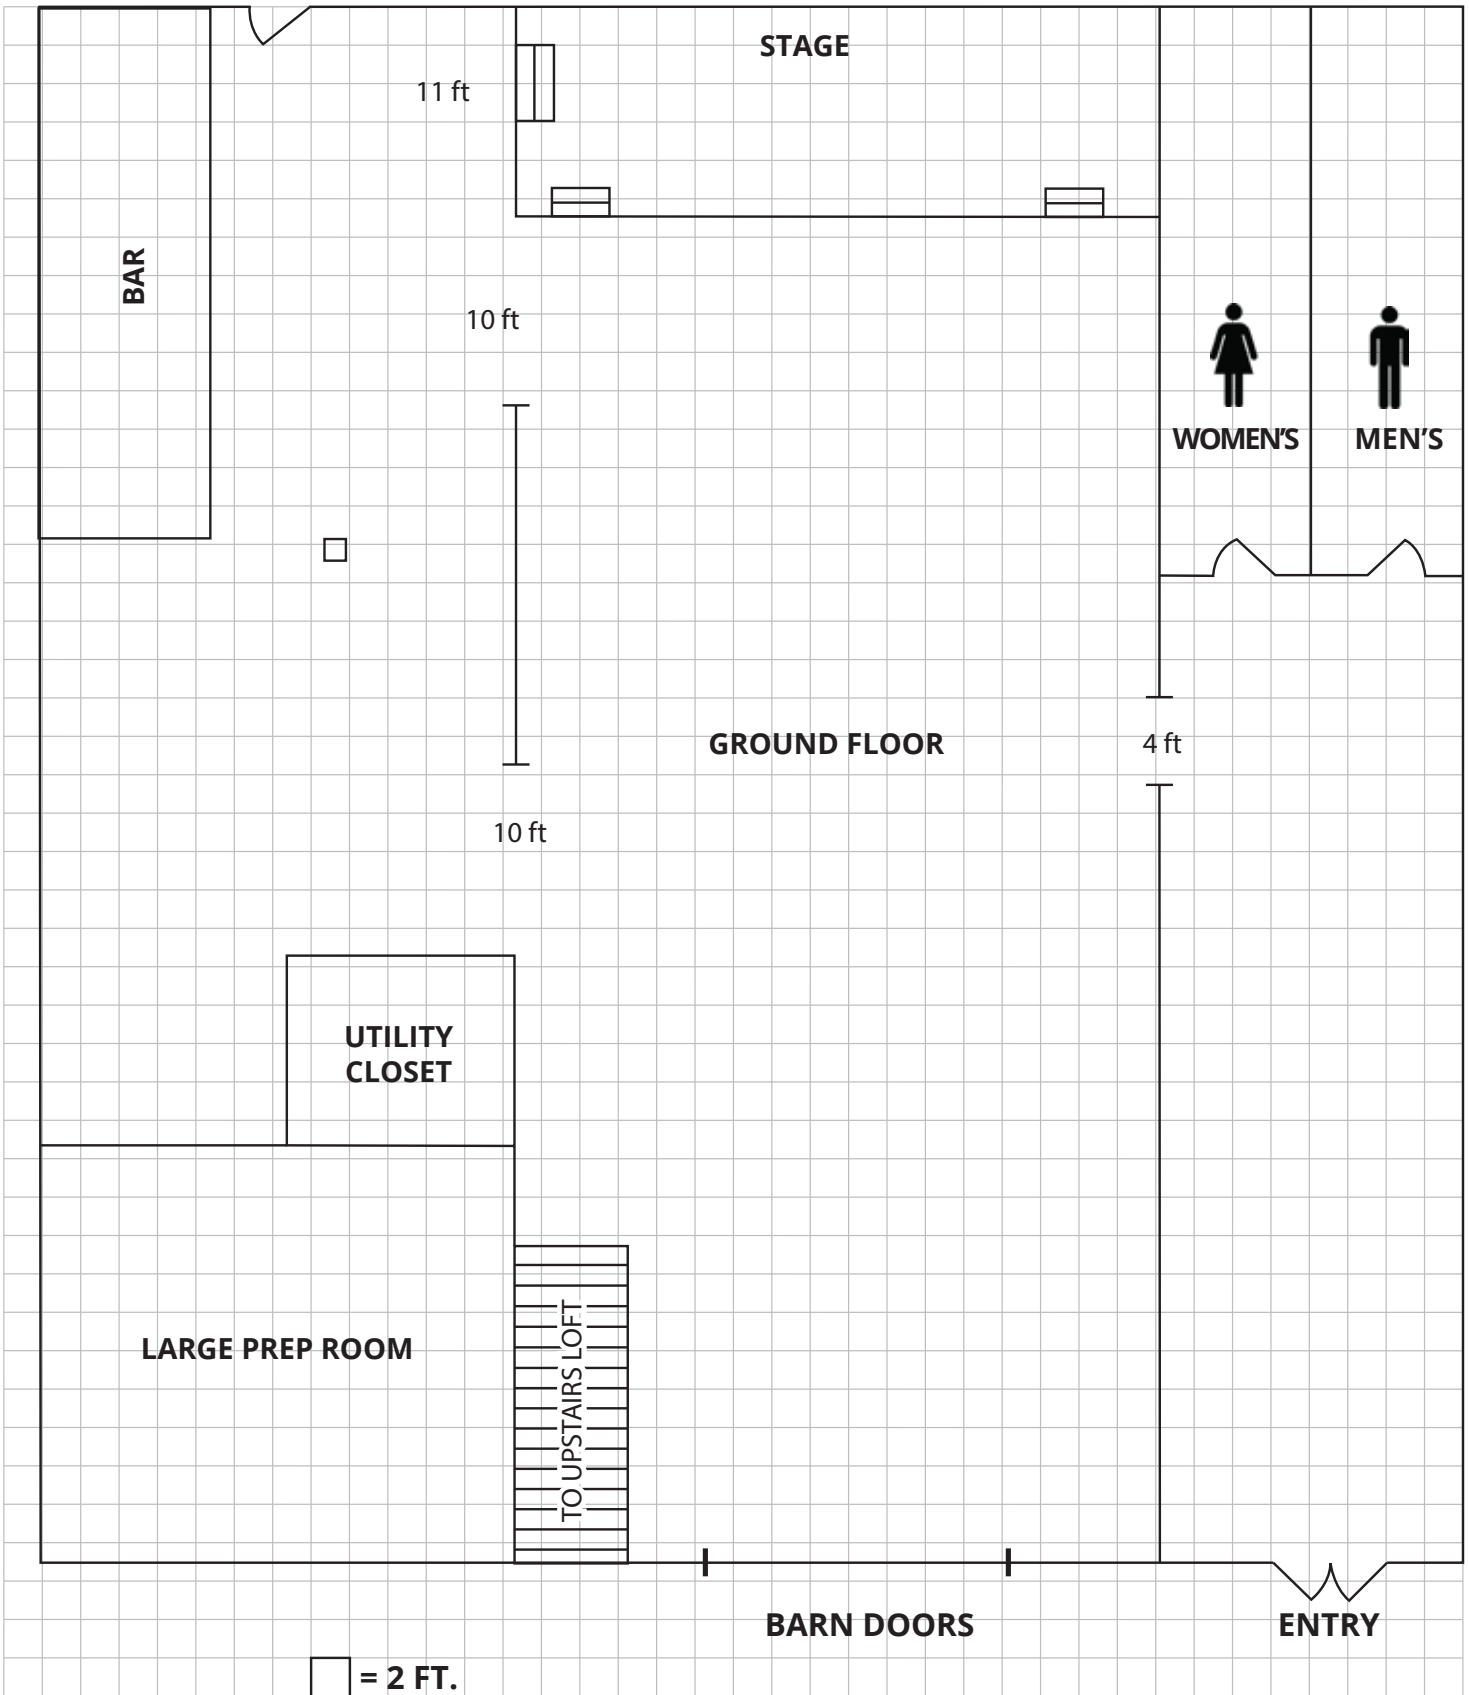 STAGE
11 ft
BAR
10 ft
WOMEN'S
MEN'S
GROUND FLOOR
4 ft
10 ft
UTILITY
CLOSET
LARGE PREP ROOM
TO UPSTAIRS LOFT
BARN DOORS
ENTRY
= 2 FT.